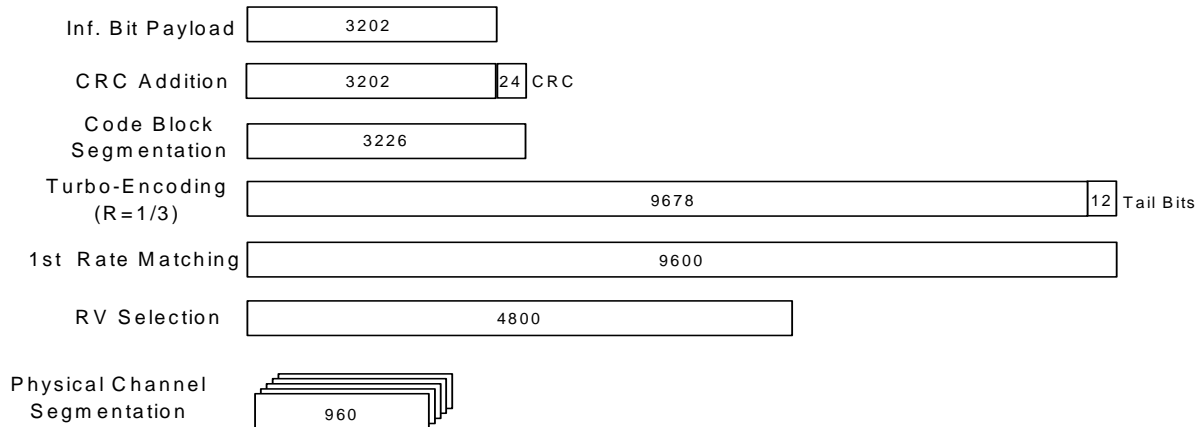 Inf. Bit Payload 3202
CRC Addition 3202 24 CRC
Code Block
Segmentation 3226
Turbo-Encoding
(R=1/3) 9678 12 Tail Bits
1st Rate Matching 9600
RV Selection 4800
Physical Channel
Segmentation 960